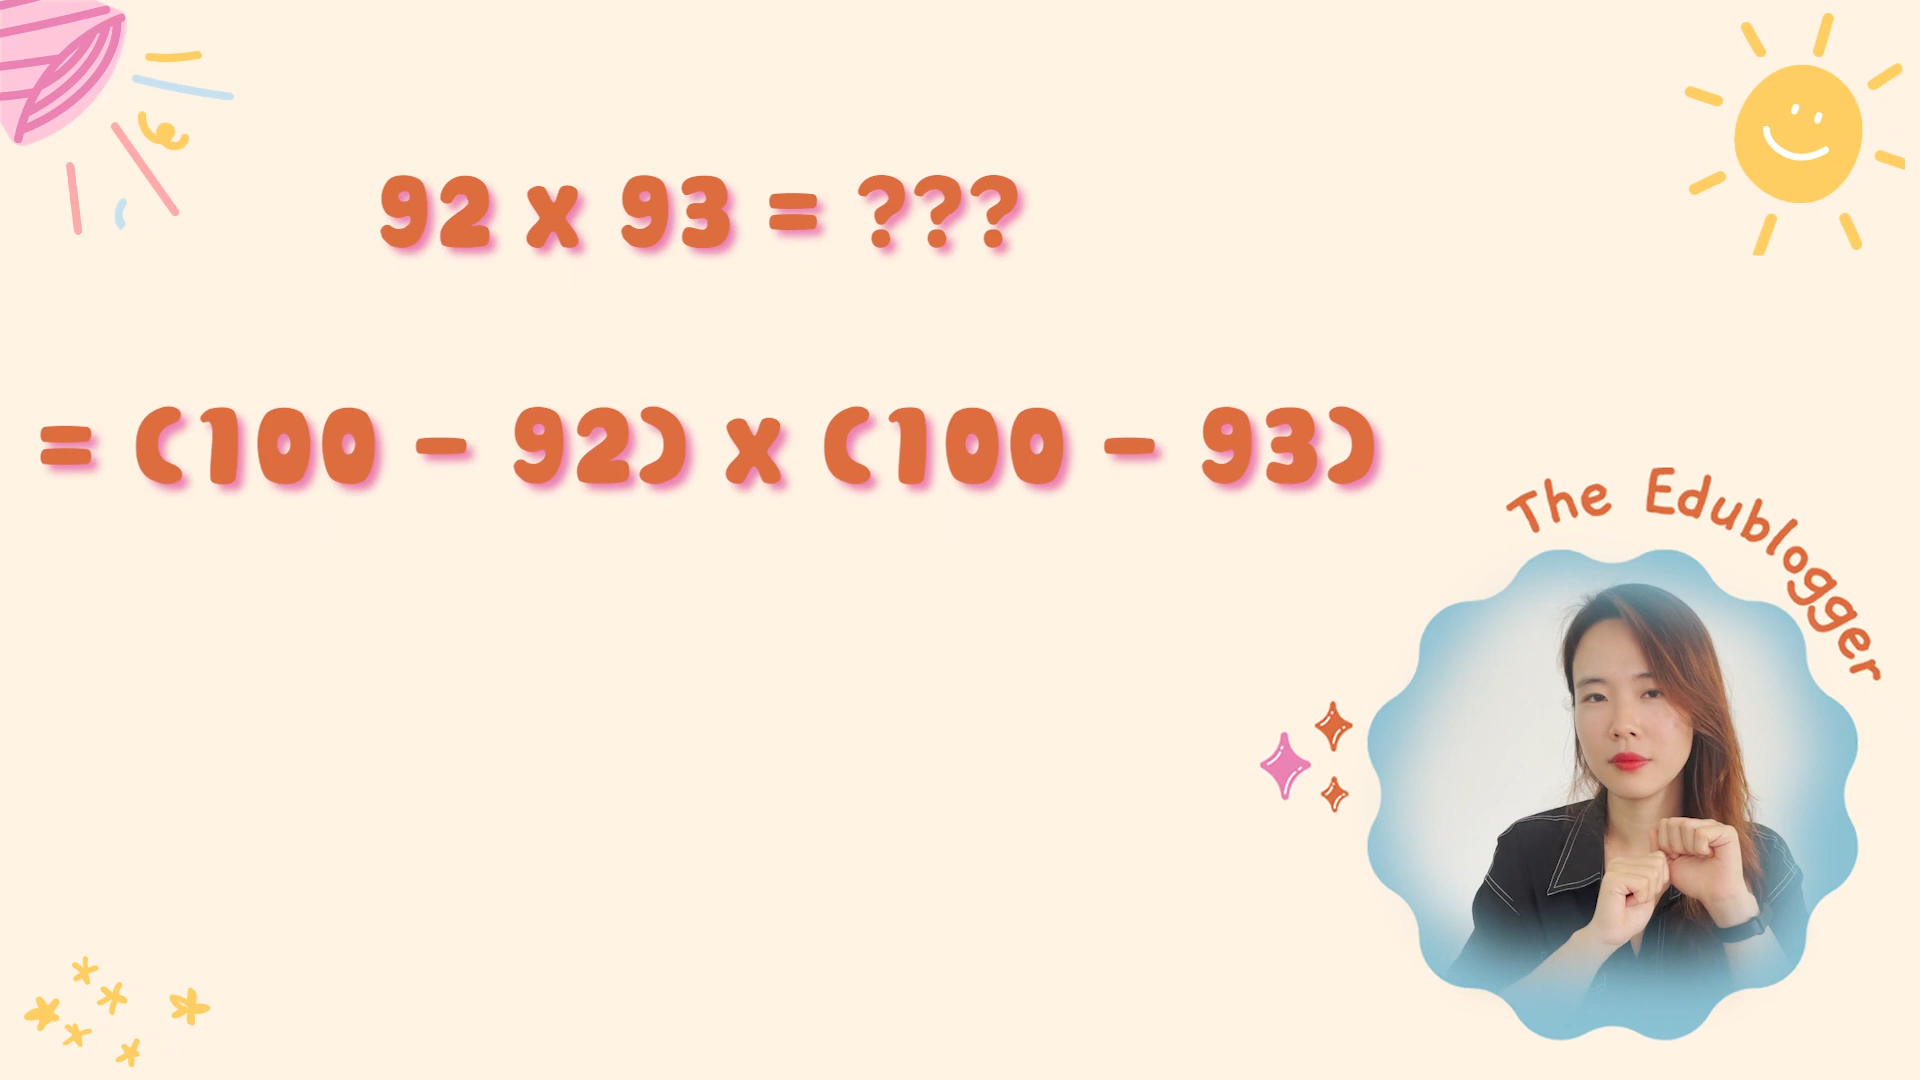 92 x 93 = ???
= (100 - 92) x (100 - 93)
The Edublogger